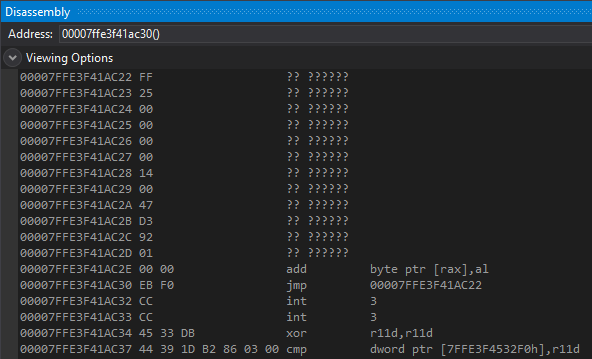 Disassembly
Address: 00007ffe3f41ac30()
Viewing Options
00007FFE3F41AC22 FF ?? ??????
00007FFE3F41AC23 25 ?? ??????
00007FFE3F41AC24 00 ?? ??????
00007FFE3F41AC25 00 ?? ??????
00007FFE3F41AC26 00 ?? ??????
00007FFE3F41AC27 00 ?? ??????
00007FFE3F41AC28 14 ?? ??????
00007FFE3F41AC29 00 ?? ??????
00007FFE3F41AC2A 47 ?? ??????
00007FFE3F41AC2B D3 ?? ??????
00007FFE3F41AC2C 92 ?? ??????
00007FFE3F41AC2D 01 ?? ??????
00007FFE3F41AC2E 00 00 add byte ptr [rax],al
00007FFE3F41AC30 EB F0 jmp 00007FFE3F41AC22
00007FFE3F41AC32 CC int 3
00007FFE3F41AC33 CC int 3
00007FFE3F41AC34 45 33 DB xor r11d,r11d
00007FFE3F41AC37 44 39 1D B2 86 03 00 cmp dword ptr [7FFE3F4532F0h],r11d